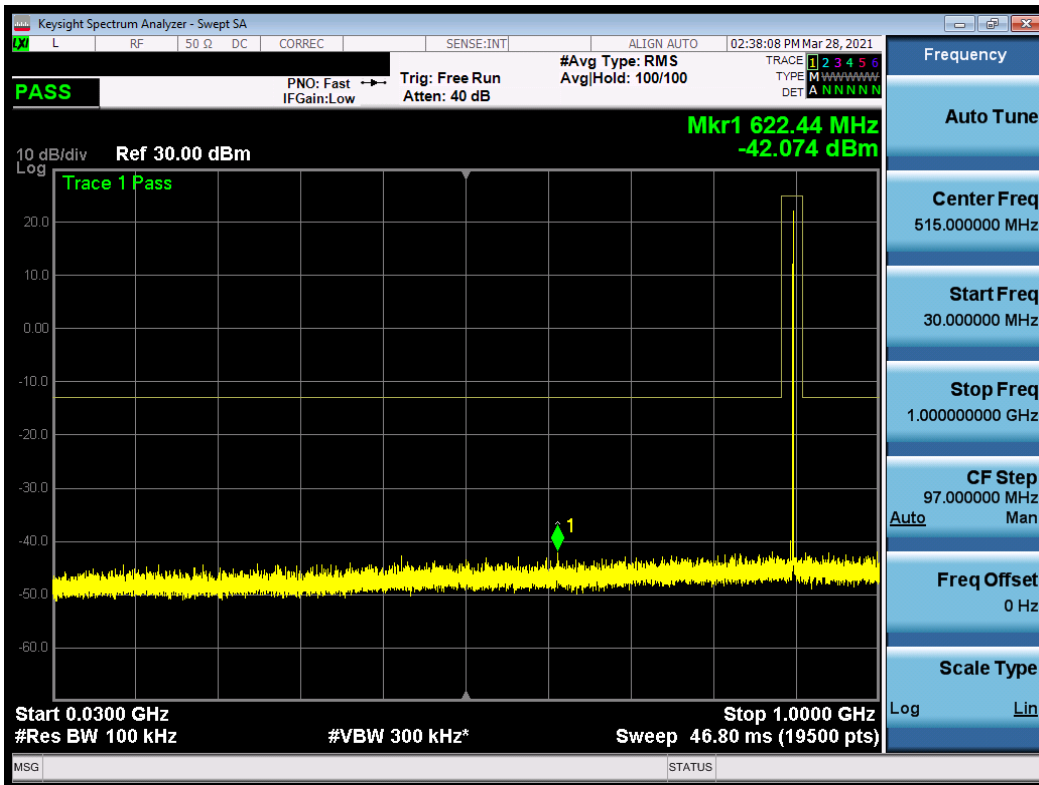 Keysight Spectrum Analyzer - Swept SA
LXI L RF 50 Ω DC CORREC SENSE:INT ALIGN AUTO 02:38:08 PM Mar 28, 2021
PASS
PNO: Fast
IFGain:Low
Trig: Free Run
Atten: 40 dB
#Avg Type: RMS
Avg|Hold: 100/100
TRACE 1 2 3 4 5 6
TYPE M WWWWW
DET A N N N N N
Mkr1 622.44 MHz
-42.074 dBm
10 dB/div Ref 30.00 dBm
Log
Trace 1 Pass
20.0
10.0
0.00
-10.0
-20.0
-30.0
1
-40.0
-50.0
-60.0
Start 0.0300 GHz Stop 1.0000 GHz
#Res BW 100 kHz #VBW 300 kHz* Sweep 46.80 ms (19500 pts)
MSG STATUS
Frequency
Auto Tune
Center Freq
515.000000 MHz
Start Freq
30.000000 MHz
Stop Freq
1.000000000 GHz
CF Step
97.000000 MHz
Auto Man
Freq Offset
0 Hz
Scale Type
Log Lin